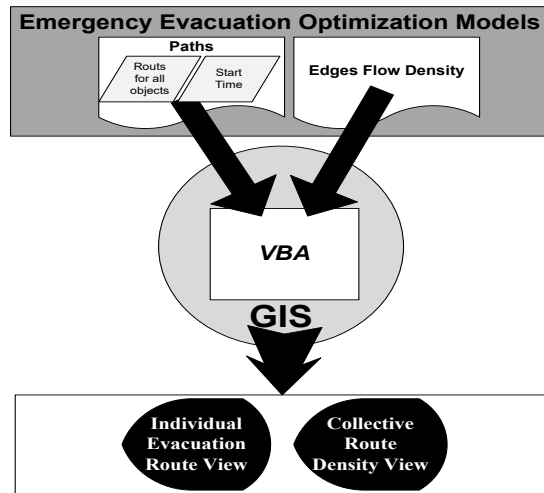 Emergency Evacuation Optimization Models
Paths
Routs
for all
objects
Start
Time
Edges Flow Density
VBA
GIS
Individual
Evacuation
Route View
Collective
Route
Density View